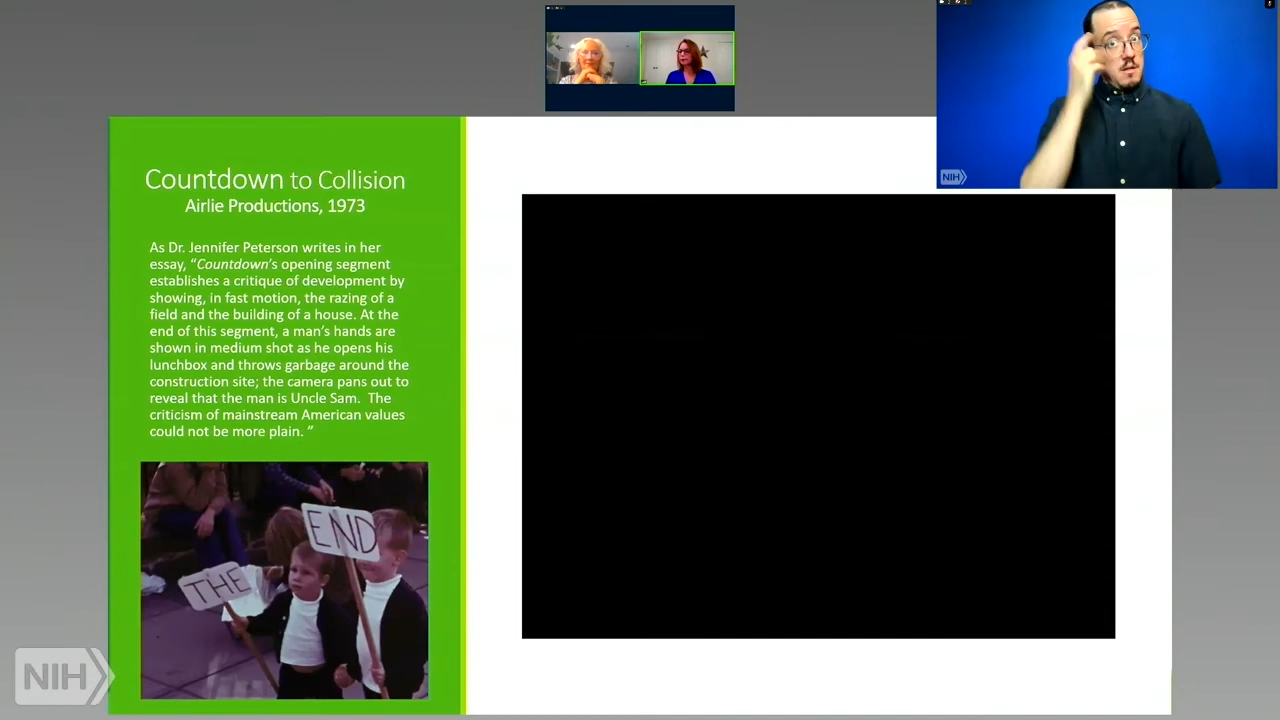 NIH
Countdown to Collision
Airlie Productions, 1973
As Dr. Jennifer Peterson writes in her
essay, “Countdown’s opening segment
establishes a critique of development by
showing, in fast motion, the razing of a
field and the building of a house. At the
end of this segment, a man’s hands are
shown in medium shot as he opens his
lunchbox and throws garbage around the
construction site; the camera pans out to
reveal that the man is Uncle Sam.  The
criticism of mainstream American values
could not be more plain. ”
END
THE
NIH